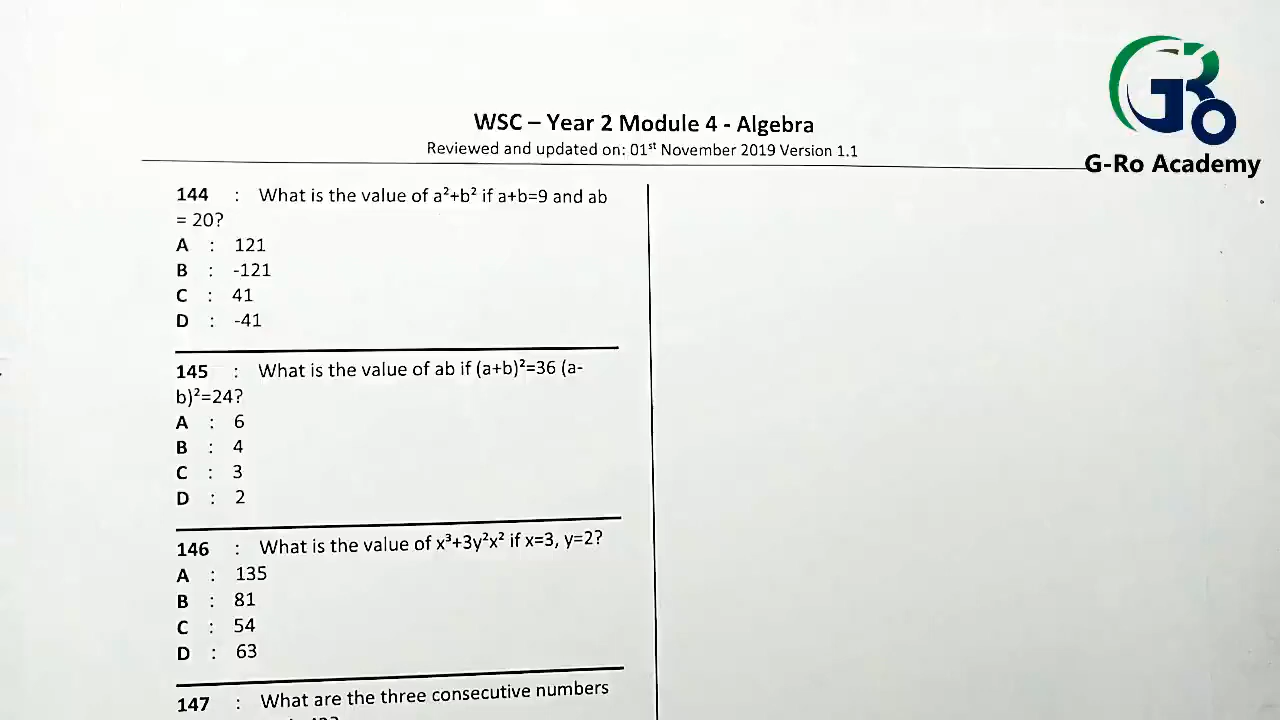 G-Ro Academy
WSC – Year 2 Module 4 - Algebra
Reviewed and updated on: 01st November 2019 Version 1.1
144 : What is the value of a²+b² if a+b=9 and ab
= 20?
A : 121
B : -121
C : 41
D : -41
145 : What is the value of ab if (a+b)²=36 (a-
b)²=24?
A : 6
B : 4
C : 3
D : 2
146 : What is the value of x³+3y²x² if x=3, y=2?
A : 135
B : 81
C : 54
D : 63
147 : What are the three consecutive numbers